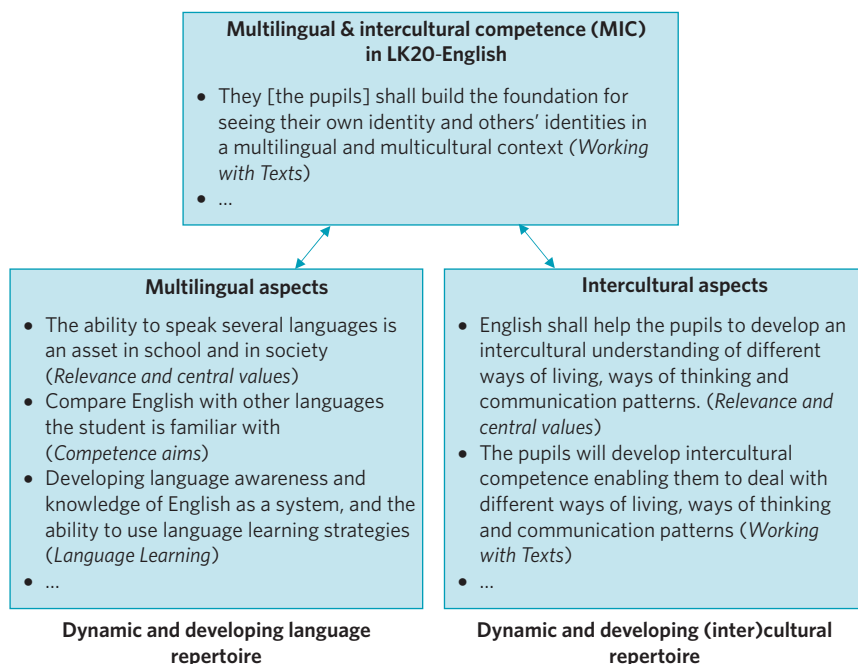 Multilingual & intercultural competence (MIC)
in LK20-English
• They [the pupils] shall build the foundation for
seeing their own identity and others' identities in
a multilingual and multicultural context (Working
with Texts)
• ...
Multilingual aspects
• The ability to speak several languages is
an asset in school and in society
(Relevance and central values)
• Compare English with other languages
the student is familiar with
(Competence aims)
• Developing language awareness and
knowledge of English as a system, and the
ability to use language learning strategies
(Language Learning)
• ...
Dynamic and developing language
repertoire
Intercultural aspects
• English shall help the pupils to develop an
intercultural understanding of different
ways of living, ways of thinking and
communication patterns. (Relevance and
central values)
• The pupils will develop intercultural
competence enabling them to deal with
different ways of living, ways of thinking
and communication patterns (Working
with Texts)
• ...
Dynamic and developing (inter)cultural
repertoire